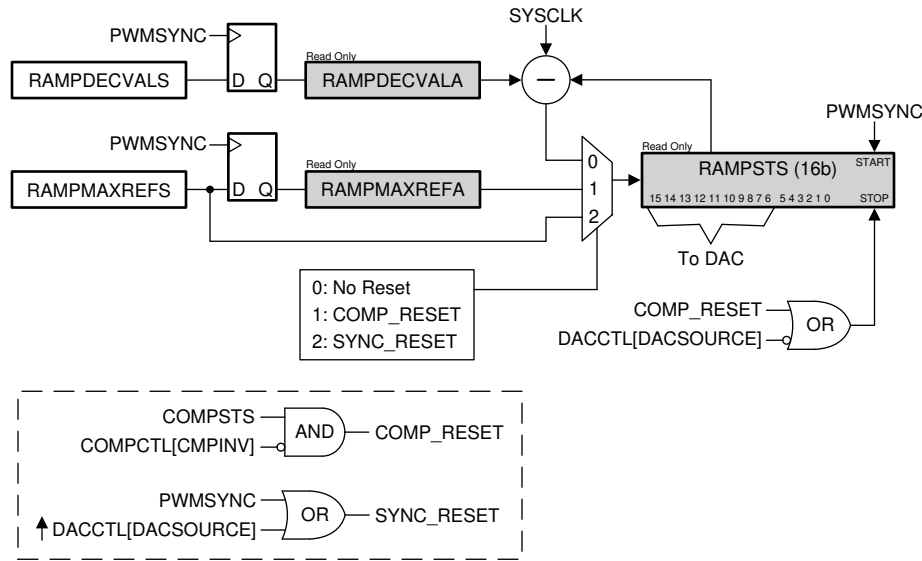 SYSCLK
PWMSYNC
Read Only
RAMPDECVALS
D Q
RAMPDECVALA
−
PWMSYNC
PWMSYNC
Read Only
Read Only
RAMPSTS (16b)
START
0
RAMPMAXREFS
D Q
RAMPMAXREFA
1
15 14 13 12 11 10 9 8 7 6 5 4 3 2 1 0
STOP
2
To DAC
0: No Reset
1: COMP_RESET
2: SYNC_RESET
COMP_RESET
OR
DACCTL[DACSOURCE]
COMPSTS
AND
COMP_RESET
COMPCTL[CMPINV]
PWMSYNC
OR
SYNC_RESET
DACCTL[DACSOURCE]